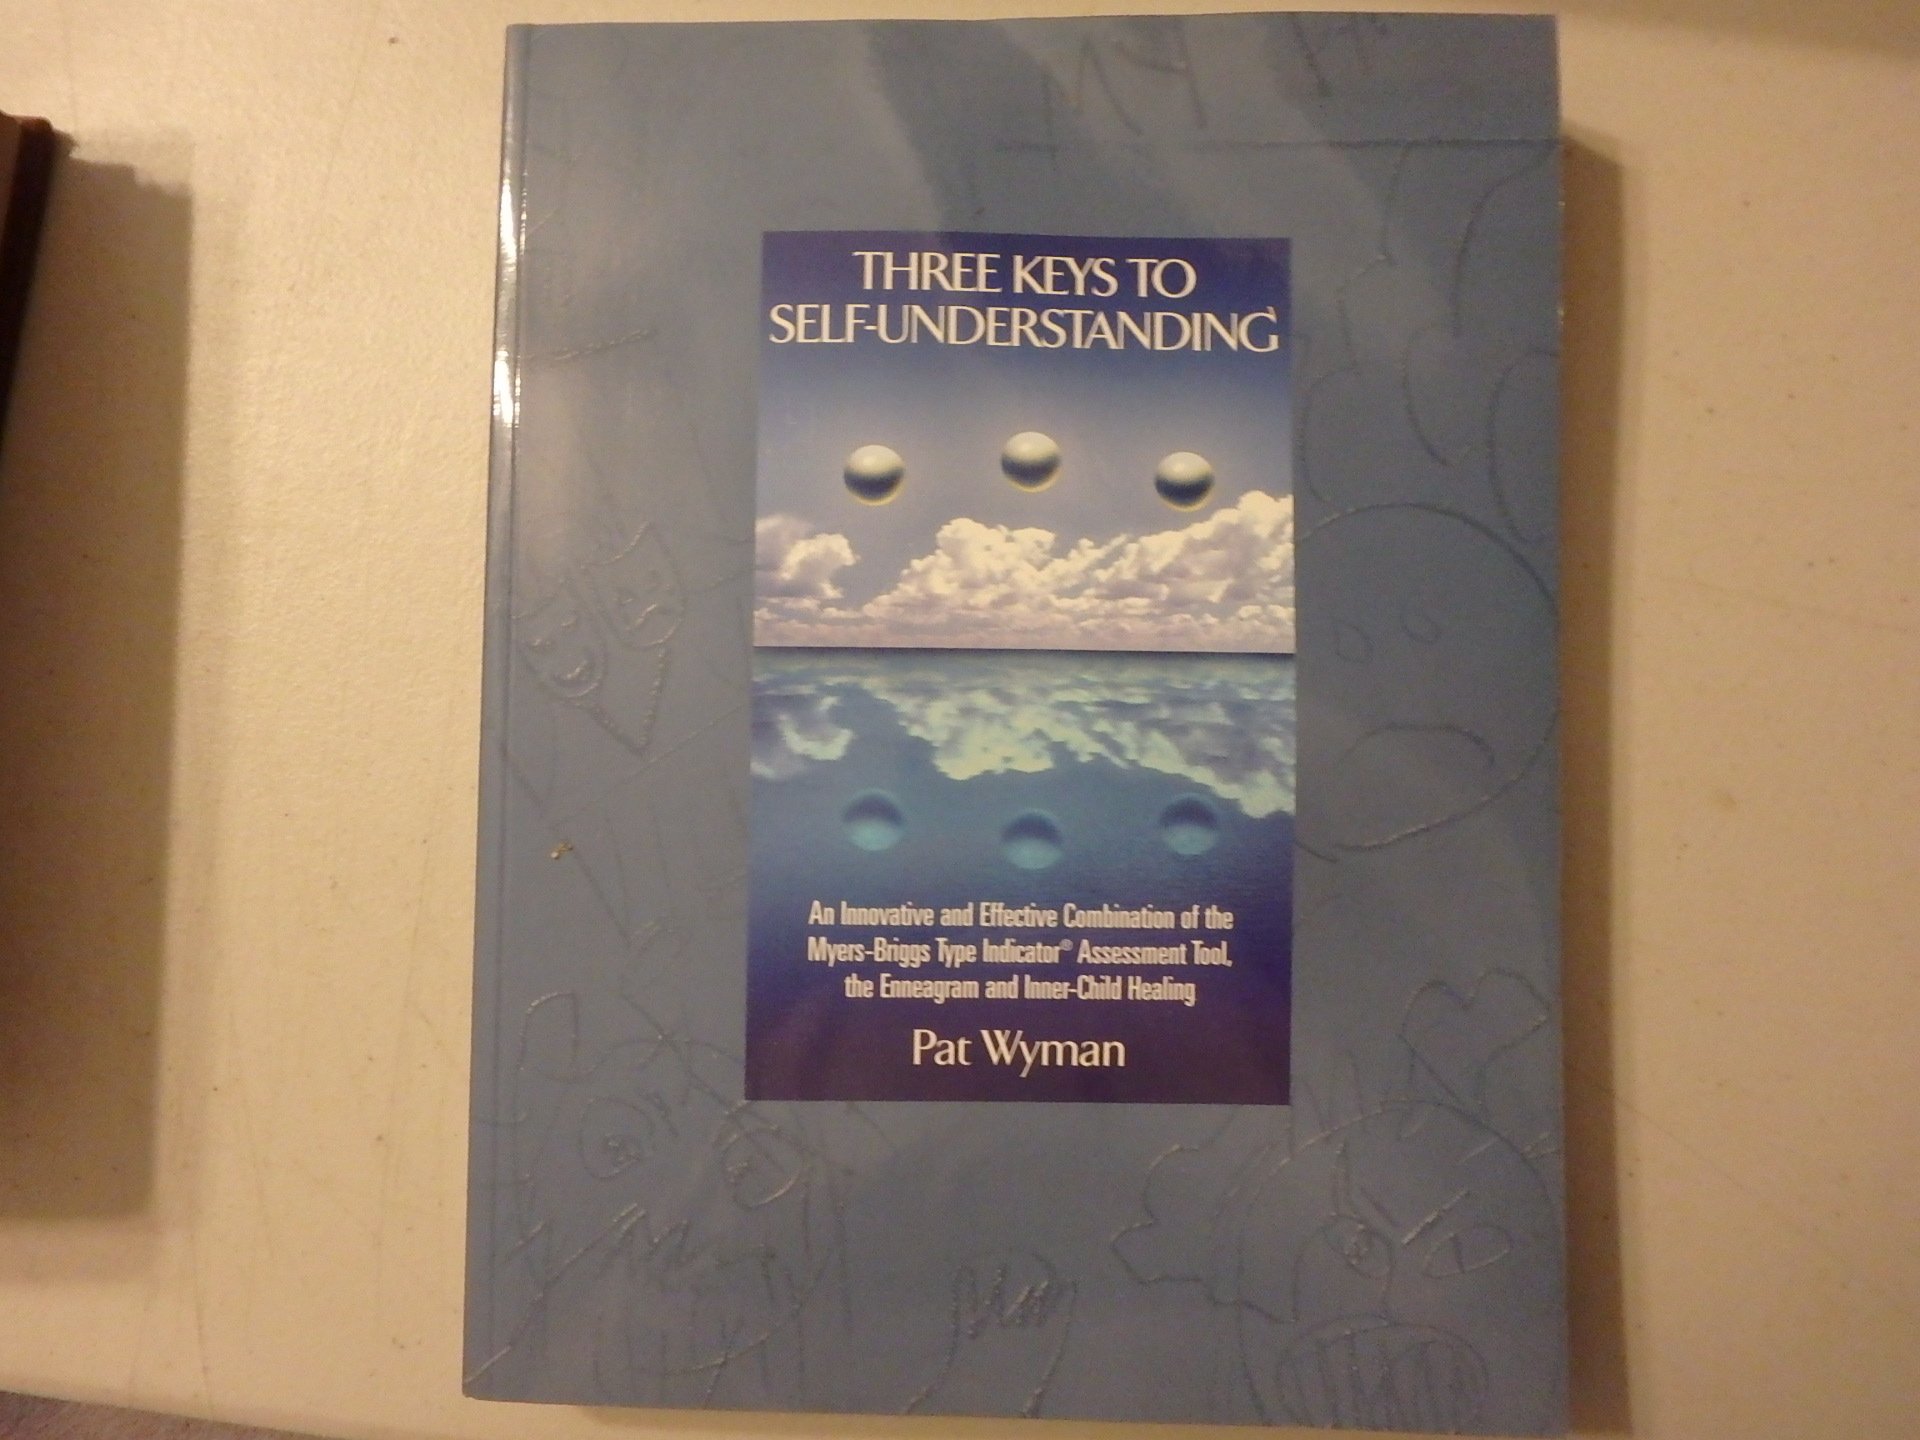 THREE KEYS TO
SELF-UNDERSTANDING
An Innovative and Effective Combination of the
Myers-Briggs Type Indicator® Assessment Tool,
the Enneagram and Inner-Child Healing
Pat Wyman